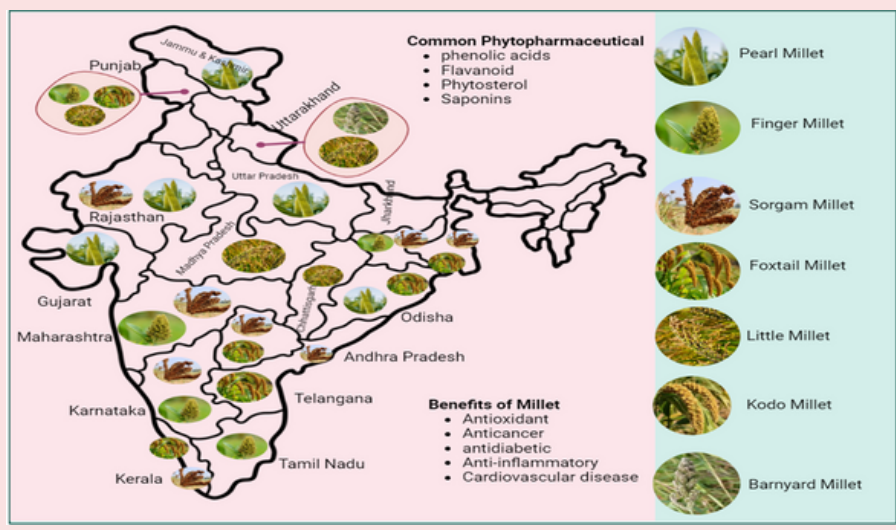 Common Phytopharmaceutical
• phenolic acids
• Flavanoid
• Phytosterol
• Saponins
Jammu & Kashmir
Punjab
Uttarakhand
Uttar Pradesh
Rajasthan
Jharkhand
Madhya Pradesh
Gujarat
Chhattisgarh
Odisha
Maharashtra
Andhra Pradesh
Telangana
Karnataka
Kerala
Tamil Nadu
Benefits of Millet
• Antioxidant
• Anticancer
• antidiabetic
• Anti-inflammatory
• Cardiovascular disease
Pearl Millet
Finger Millet
Sorgam Millet
Foxtail Millet
Little Millet
Kodo Millet
Barnyard Millet